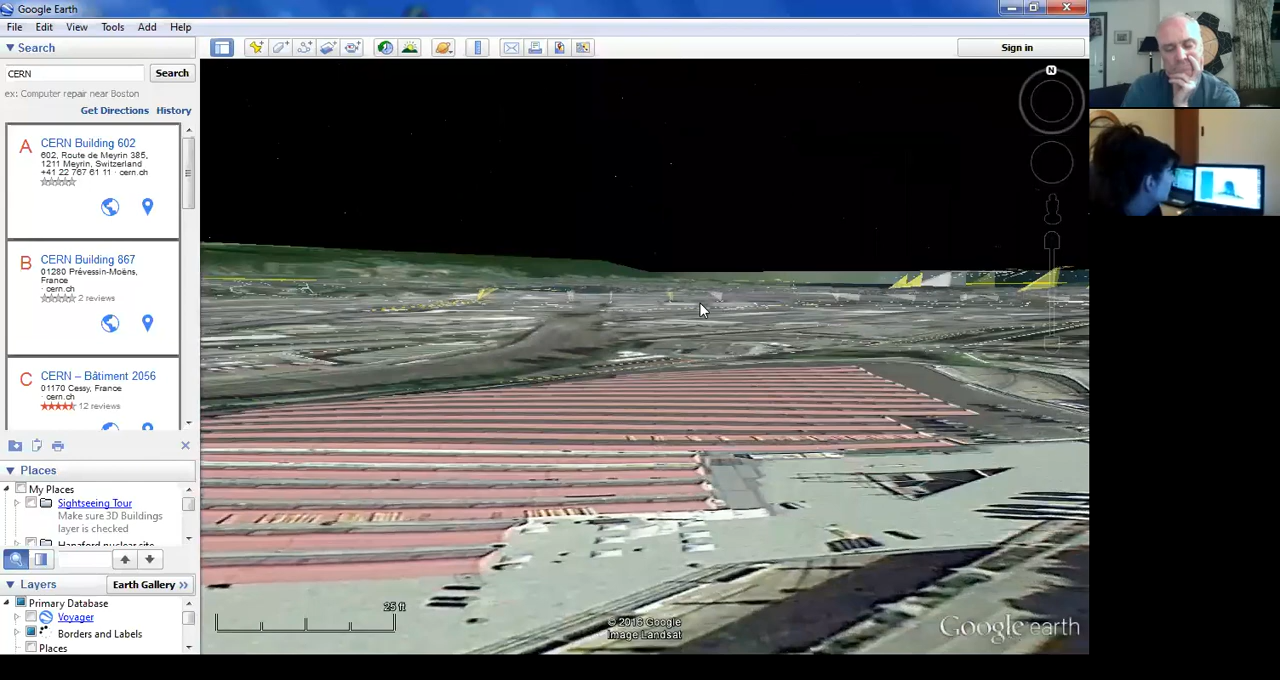 Google Earth
File Edit View Tools Add Help
Search
Sign in
CERN
Search
ex: Computer repair near Boston
Get Directions History
N
A CERN Building 602
602, Route de Meyrin 385,
1211 Meyrin, Switzerland
+41 22 767 61 11 · cern.ch
B CERN Building 867
01280 Prévessin-Moëns,
France
· cern.ch
2 reviews
C CERN – Bâtiment 2056
01170 Cessy, France
· cern.ch
12 reviews
Places
My Places
Sightseeing Tour
Make sure 3D Buildings
layer is checked
Hanaford nuclear site
Layers
Earth Gallery »
Primary Database
Voyager
Borders and Labels
Places
25 ft
© 2016 Google
Image Landsat
Google earth